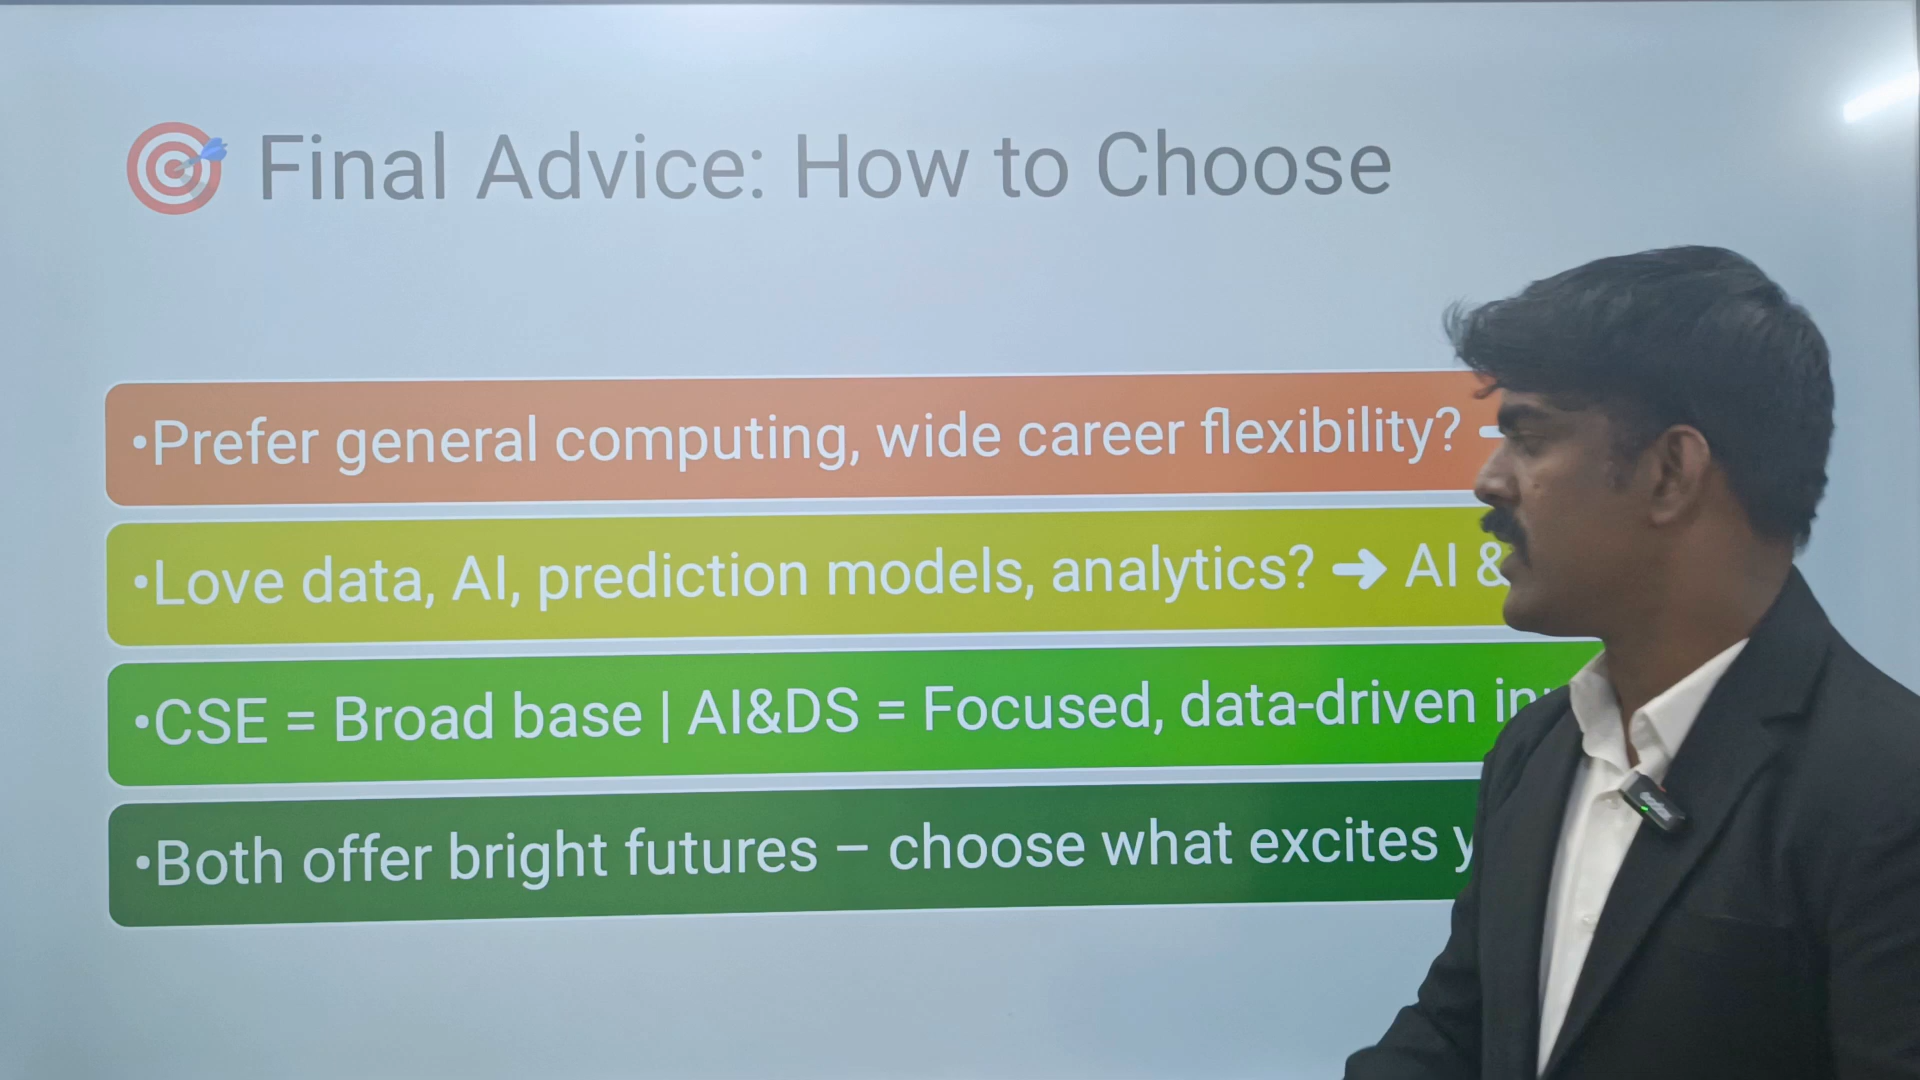 Final Advice: How to Choose
•Prefer general computing, wide career flexibility?
•Love data, AI, prediction models, analytics? ➔ AI &
•CSE = Broad base | AI&DS = Focused, data-driven
•Both offer bright futures – choose what excites